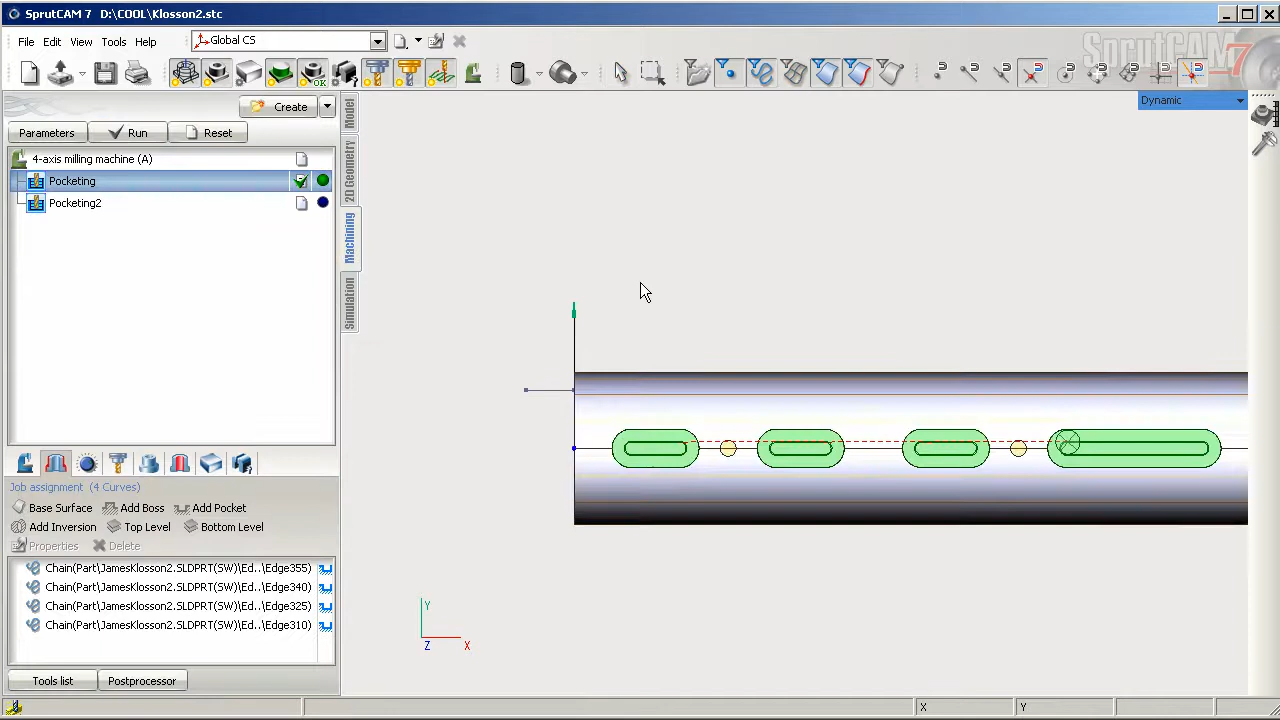 SprutCAM 7 D:\COOL\Klosson2.stc
File Edit View Tools Help
Global CS
SprutCAM 7
Dynamic
Create
Parameters Run Reset
4-axis milling machine (A)
Pocketing
Pocketing2
Model
2D Geometry
Machining
Simulation
Job assignment (4 Curves)
Base Surface Add Boss Add Pocket
Add Inversion Top Level Bottom Level
Properties Delete
Chain(Part\JamesKlosson2.SLDPRT(SW)\Ed..\Edge355)
Chain(Part\JamesKlosson2.SLDPRT(SW)\Ed..\Edge340)
Chain(Part\JamesKlosson2.SLDPRT(SW)\Ed..\Edge325)
Chain(Part\JamesKlosson2.SLDPRT(SW)\Ed..\Edge310)
Tools list Postprocessor
Y
Z X
X Y
OK